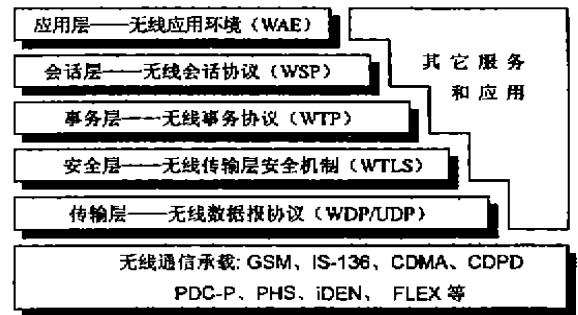 应用层——无线应用环境（WAE）
会话层——无线会话协议（WSP）
事务层——无线事务协议（WTP）
安全层——无线传输层安全机制（WTLS）
传输层——无线数据报协议（WDP/UDP）
其它服务
和应用
无线通信承载: GSM、IS-136、CDMA、CDPD
PDC-P、PHS、iDEN、 FLEX 等